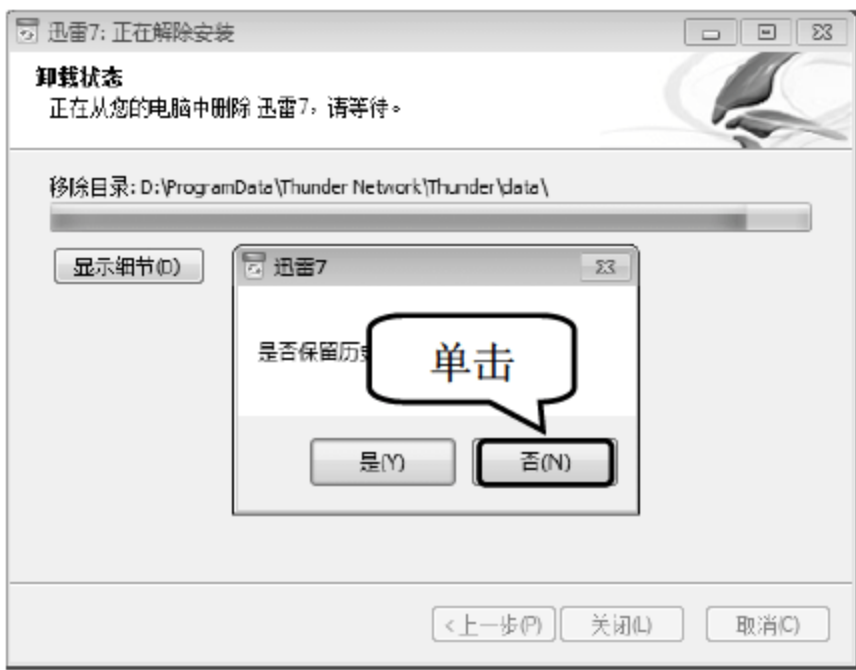 迅雷7: 正在解除安装
卸载状态
正在从您的电脑中删除 迅雷7，请等待。
移除目录: D:\ProgramData\Thunder Network\Thunder\data\
显示细节(D)
迅雷7
是否保留历史
单击
是(Y)
否(N)
<上一步(P)
关闭(L)
取消(C)